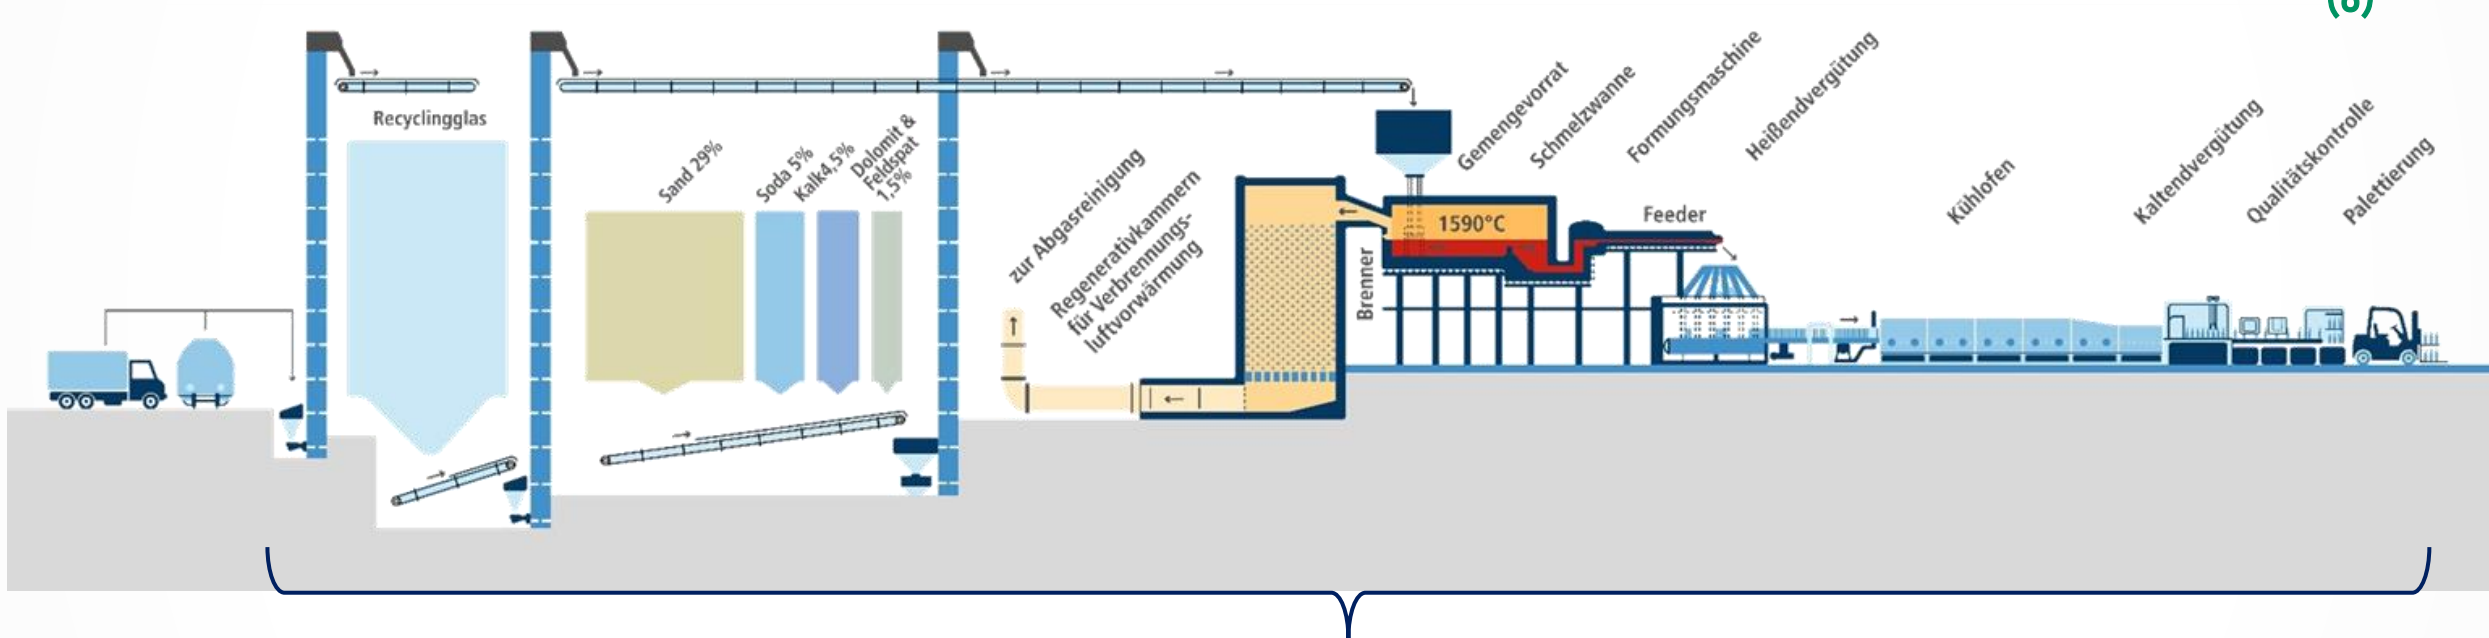 Recyclingglas
Sand 29%
Soda 5%
Kalk4,5%
Dolomit &
Feldspat
1,5%
zur Abgasreinigung
Regenerativkammern
für Verbrennungs-
luftvorwärmung
Brenner
1590°C
Gemengevorrat
Schmelzwanne
Formungsmaschine
Heißendvergütung
Feeder
Kühlofen
Kaltendvergütung
Qualitätskontrolle
Palettierung